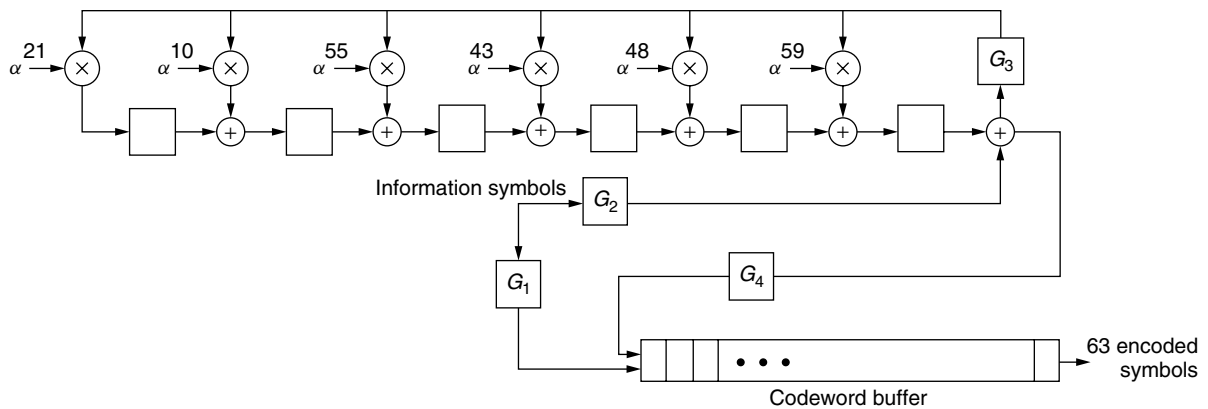 α 21 α 10 α 55 α 43 α 48 α 59
× × × × × ×
G3
+ + + + + +
Information symbols
G2
G1
G4
63 encoded
symbols
Codeword buffer